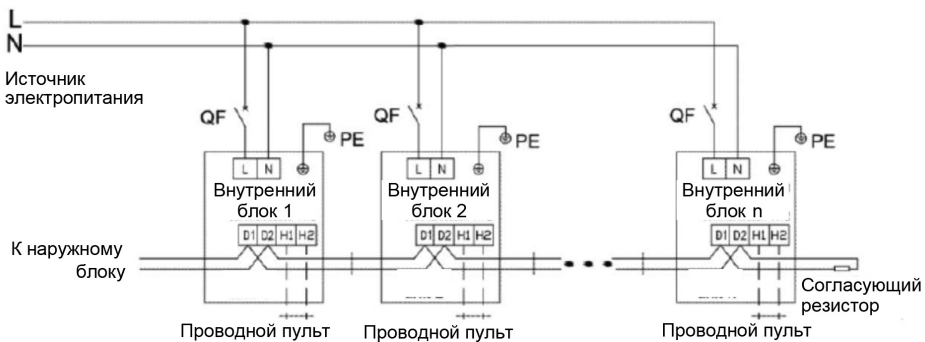 L
N
Источник
электропитания
QF
PE
QF
PE
QF
PE
L N
L N
L N
Внутренний
блок 1
Внутренний
блок 2
Внутренний
блок n
D1 D2 H1 H2
D1 D2 H1 H2
D1 D2 H1 H2
К наружному
блоку
Согласующий
резистор
Проводной пульт
Проводной пульт
Проводной пульт